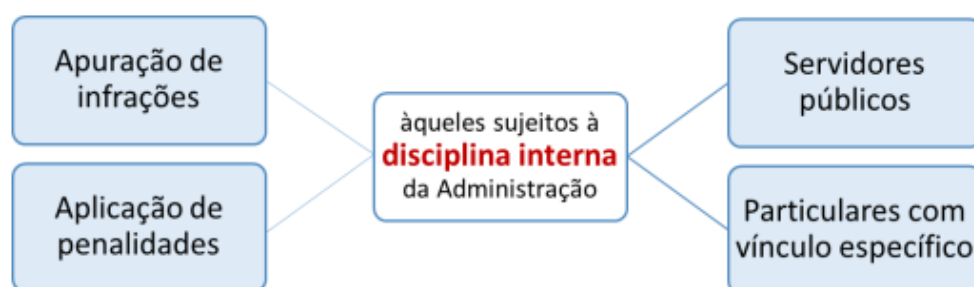 Apuração de
infrações
Aplicação de
penalidades
àqueles sujeitos à
disciplina interna
da Administração
Servidores
públicos
Particulares com
vínculo específico